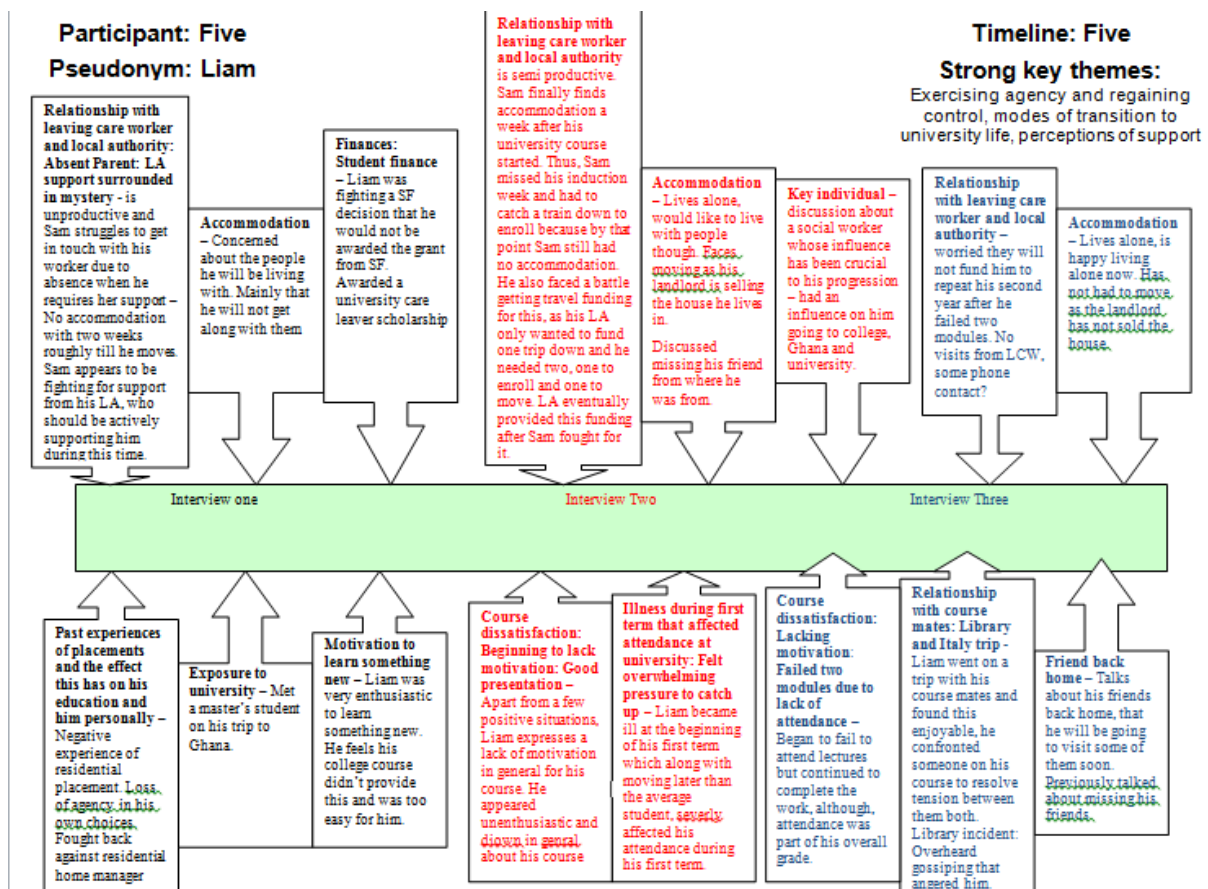 Participant: Five
Pseudonym: Liam
Timeline: Five
Strong key themes:
Exercising agency and regaining
control, modes of transition to
university life, perceptions of support
Relationship with
leaving care worker
and local authority:
Absent Parent: LA
support surrounded
in mystery - is
unproductive and
Sam struggles to get
in touch with his
worker due to
absence when he
requires her support –
No accommodation
with two weeks
roughly till he moves.
Sam appears to be
fighting for support
from his LA, who
should be actively
supporting him
during this time.
Accommodation
– Concerned
about the people
he will be living
with. Mainly that
he will not get
along with them
Finances:
Student finance
– Liam was
fighting a SF
decision that he
would not be
awarded the grant
from SF.
Awarded a
university care
leaver scholarship
Relationship with
leaving care worker
and local authority
is semi productive.
Sam finally finds
accommodation a
week after his
university course
started. Thus, Sam
missed his induction
week and had to
catch a train down to
enroll because by that
point Sam still had
no accommodation.
He also faced a battle
getting travel funding
for this, as his LA
only wanted to fund
one trip down and he
needed two, one to
enroll and one to
move. LA eventually
provided this funding
after Sam fought for
it.
Accommodation
– Lives alone,
would like to live
with people
though. Faces
moving as his
landlord is selling
the house he lives
in.
Discussed
missing his friend
from where he
was from.
Key individual –
discussion about
a social worker
whose influence
has been crucial
to his progression
– had an
influence on him
going to college,
Ghana and
university.
Relationship with
leaving care
worker and local
authority –
worried they will
not fund him to
repeat his second
year after he
failed two
modules. No
visits from LCW,
some phone
contact?
Accommodation
– Lives alone, is
happy living
alone now. Has
not had to move
as the landlord
has not sold the
house.
Interview one
Interview Two
Interview Three
Past experiences
of placements and
the effect
this has on his
education and
him personally –
Negative
experience of
residential
placement. Loss
of agency in his
own choices.
Fought back
against residential
home manager
Exposure to
university – Met
a master's student
on his trip to
Ghana.
Motivation to
learn something
new – Liam was
very enthusiastic
to learn
something new.
He feels his
college course
didn't provide
this and was too
easy for him.
Course
dissatisfaction:
Beginning to lack
motivation: Good
presentation –
Apart from a few
positive situations,
Liam expresses a
lack of motivation
in general for his
course. He
appeared
unenthusiastic and
diown in genral
about his course
Illness during first
term that affected
attendance at
university: Felt
overwhelming
pressure to catch
up – Liam became
ill at the beginning
of his first term
which along with
moving later than
the average
student, severly
affected his
attendance during
his first term.
Course
dissatisfaction:
Lacking
motivation:
Failed two
modules due to
lack of
attendance –
Began to fail to
attend lectures
but continued to
complete the
work, although,
attendance was
part of his overall
grade.
Relationship
with course
mates: Library
and Italy trip -
Liam went on a
trip with his
course mates and
found this
enjoyable, he
confronted
someone on his
course to resolve
tension between
them both.
Library incident:
Overheard
gossiping that
angered him.
Friend back
home – Talks
about his friends
back home, that
he will be going
to visit some of
them soon.
Previously talked
about missing his
friends.